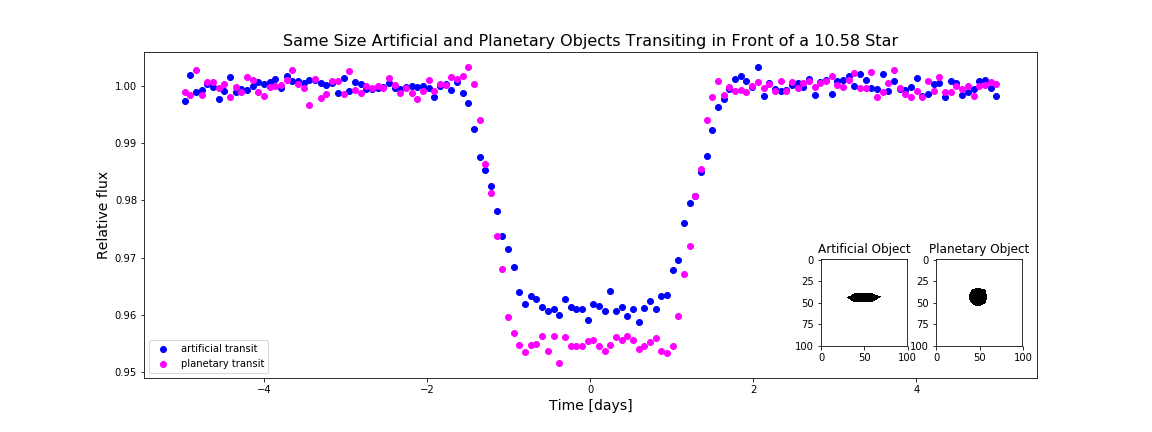 Same Size Artificial and Planetary Objects Transiting in Front of a 10.58 Star
Relative flux
1.00
0.99
0.98
0.97
0.96
0.95
artificial transit
planetary transit
Artificial Object
0
25
50
75
100
0 50 100
Planetary Object
0
25
50
75
100
0 50 100
−4 −2 0 2 4
Time [days]